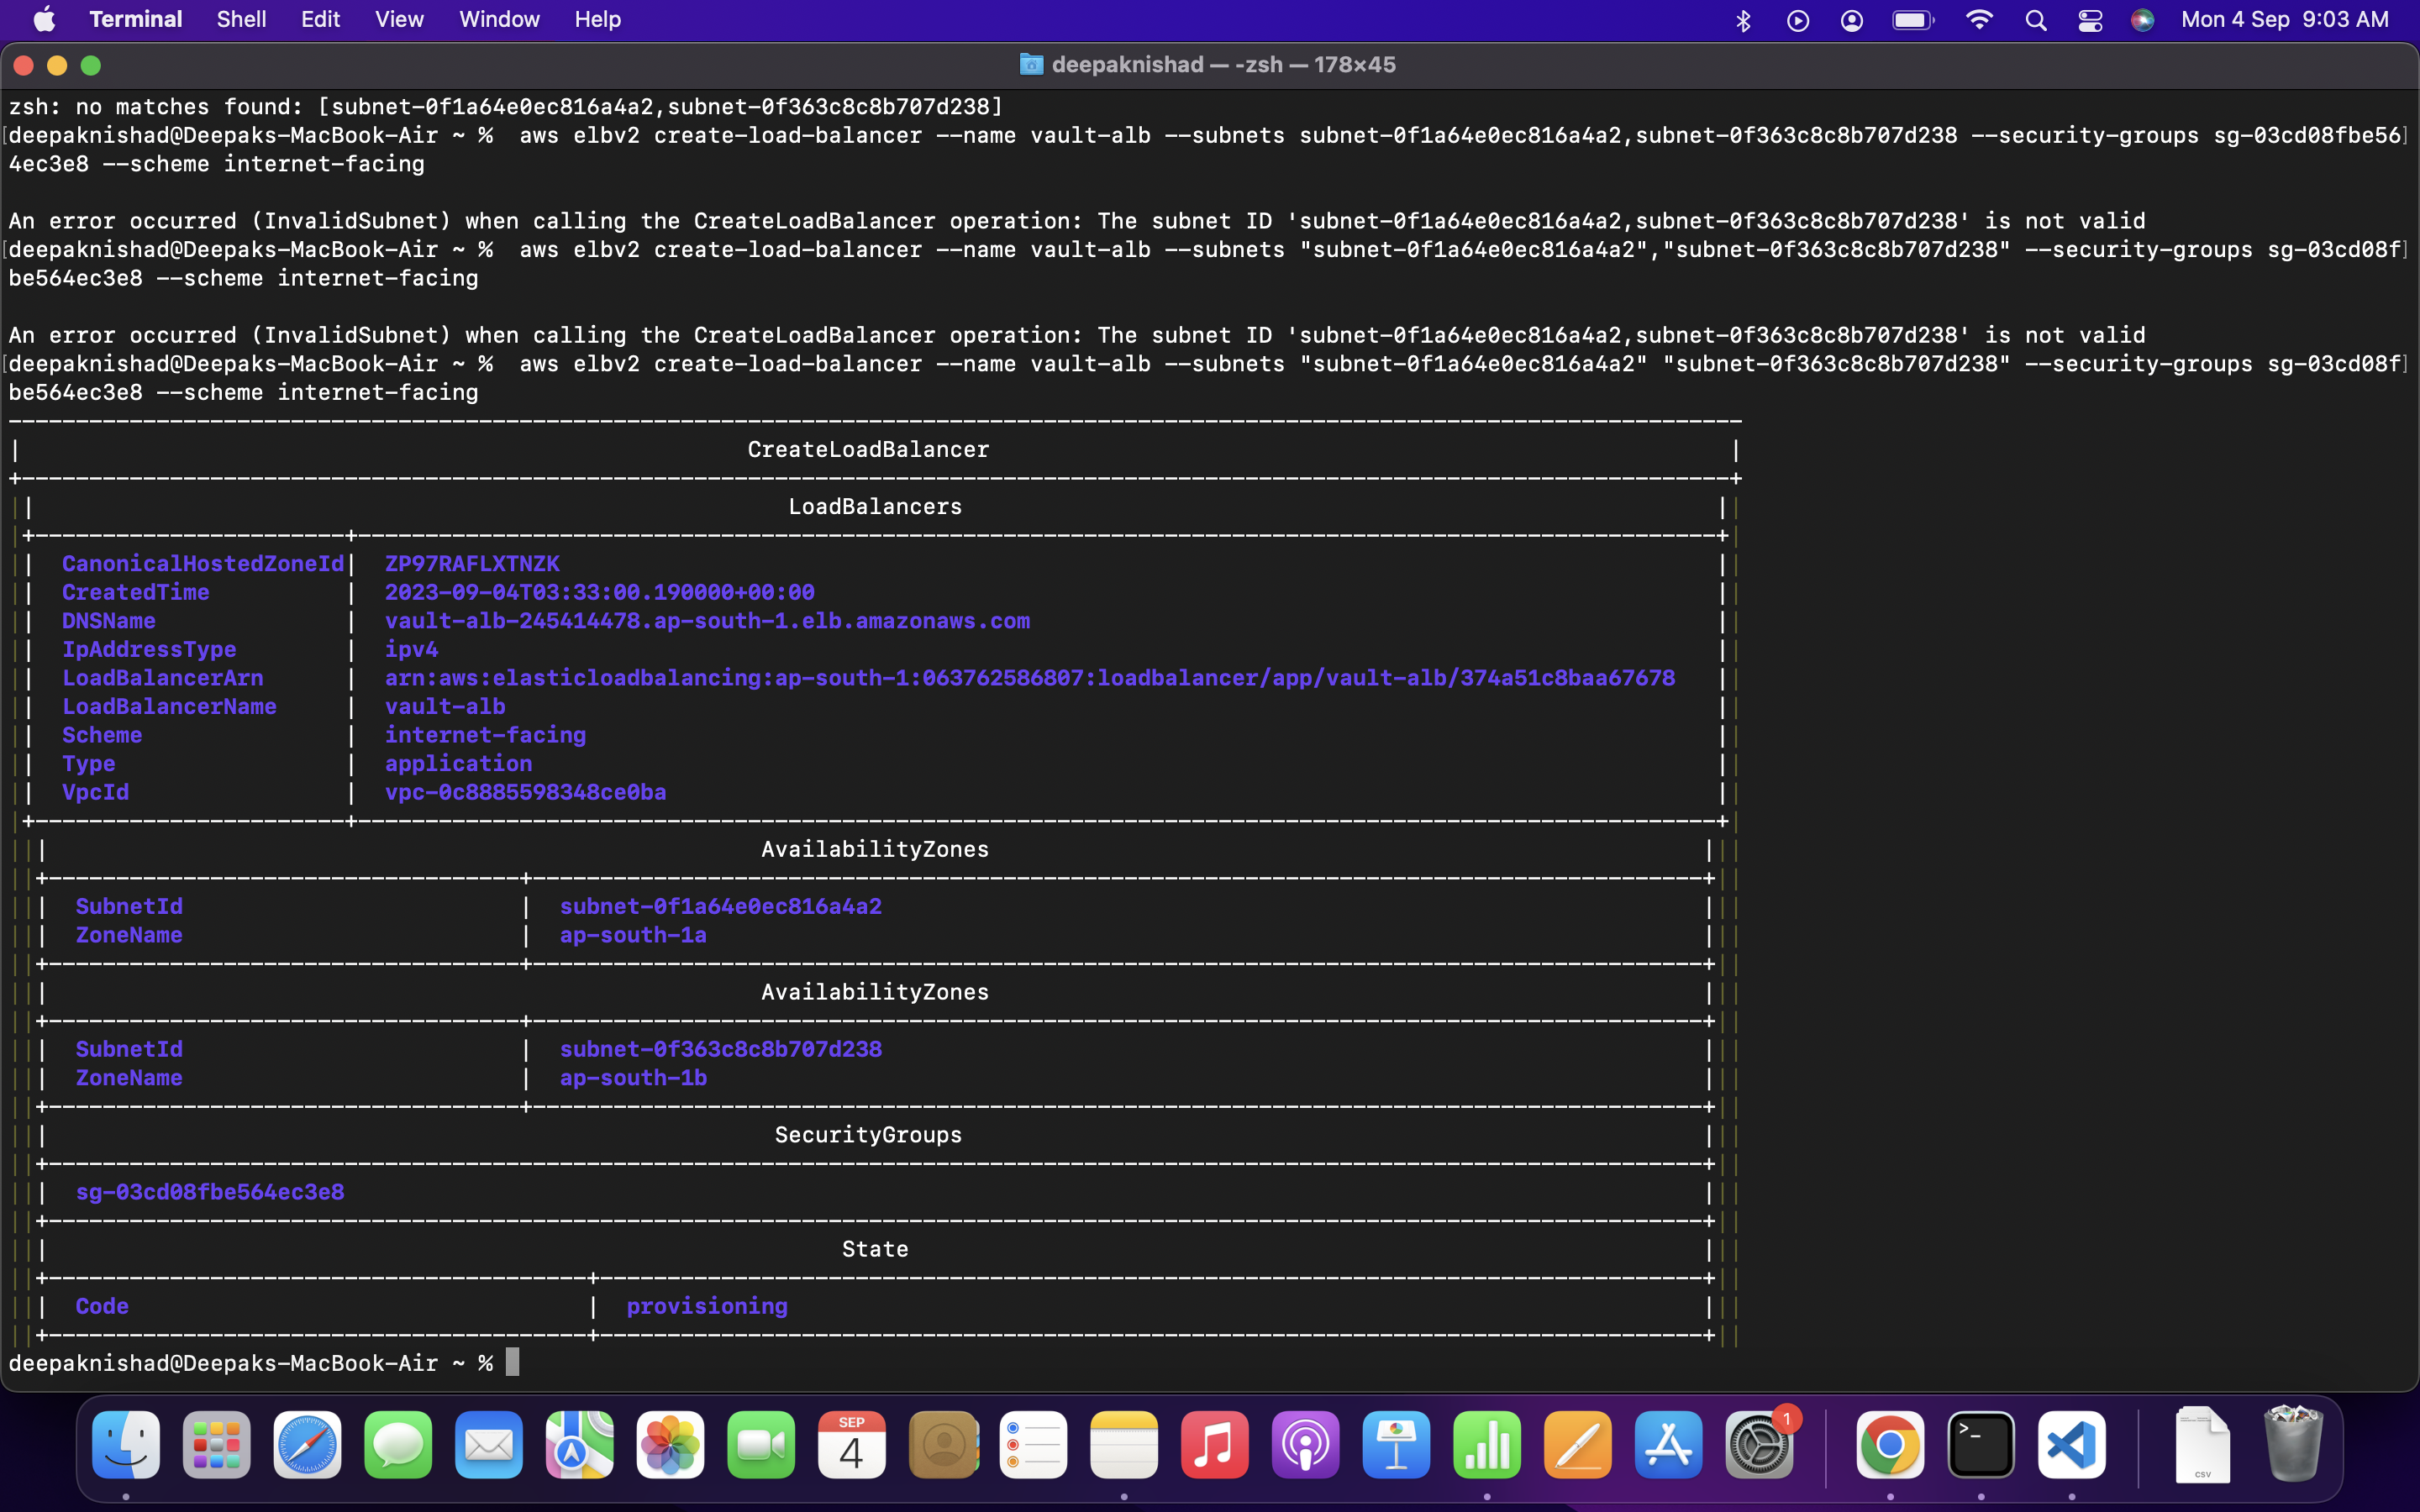 Terminal Shell Edit View Window Help Mon 4 Sep 9:03 AM
deepaknishad — -zsh — 178×45
zsh: no matches found: [subnet-0f1a64e0ec816a4a2,subnet-0f363c8c8b707d238]
[deepaknishad@Deepaks-MacBook-Air ~ %  aws elbv2 create-load-balancer --name vault-alb --subnets subnet-0f1a64e0ec816a4a2,subnet-0f363c8c8b707d238 --security-groups sg-03cd08fbe56]
4ec3e8 --scheme internet-facing
An error occurred (InvalidSubnet) when calling the CreateLoadBalancer operation: The subnet ID 'subnet-0f1a64e0ec816a4a2,subnet-0f363c8c8b707d238' is not valid
[deepaknishad@Deepaks-MacBook-Air ~ %  aws elbv2 create-load-balancer --name vault-alb --subnets "subnet-0f1a64e0ec816a4a2","subnet-0f363c8c8b707d238" --security-groups sg-03cd08f]
be564ec3e8 --scheme internet-facing
An error occurred (InvalidSubnet) when calling the CreateLoadBalancer operation: The subnet ID 'subnet-0f1a64e0ec816a4a2,subnet-0f363c8c8b707d238' is not valid
[deepaknishad@Deepaks-MacBook-Air ~ %  aws elbv2 create-load-balancer --name vault-alb --subnets "subnet-0f1a64e0ec816a4a2" "subnet-0f363c8c8b707d238" --security-groups sg-03cd08f]
be564ec3e8 --scheme internet-facing
CreateLoadBalancer
LoadBalancers
CanonicalHostedZoneId| ZP97RAFLXTNZK
CreatedTime | 2023-09-04T03:33:00.190000+00:00
DNSName | vault-alb-245414478.ap-south-1.elb.amazonaws.com
IpAddressType | ipv4
LoadBalancerArn | arn:aws:elasticloadbalancing:ap-south-1:063762586807:loadbalancer/app/vault-alb/374a51c8baa67678
LoadBalancerName | vault-alb
Scheme | internet-facing
Type | application
VpcId | vpc-0c8885598348ce0ba
AvailabilityZones
SubnetId | subnet-0f1a64e0ec816a4a2
ZoneName | ap-south-1a
AvailabilityZones
SubnetId | subnet-0f363c8c8b707d238
ZoneName | ap-south-1b
SecurityGroups
sg-03cd08fbe564ec3e8
State
Code | provisioning
deepaknishad@Deepaks-MacBook-Air ~ %
SEP
4
1
>_
CSV